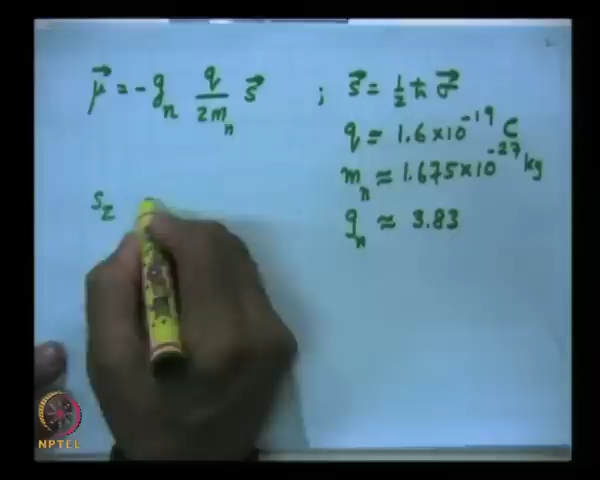 μ⃗ = -gₙ q/2mₙ s⃗ ; s⃗ = ½ ħ σ⃗
q ≈ 1.6×10⁻¹⁹ C
mₙ ≈ 1.675×10⁻²⁷ kg
gₙ ≈ 3.83
s_z
NPTEL